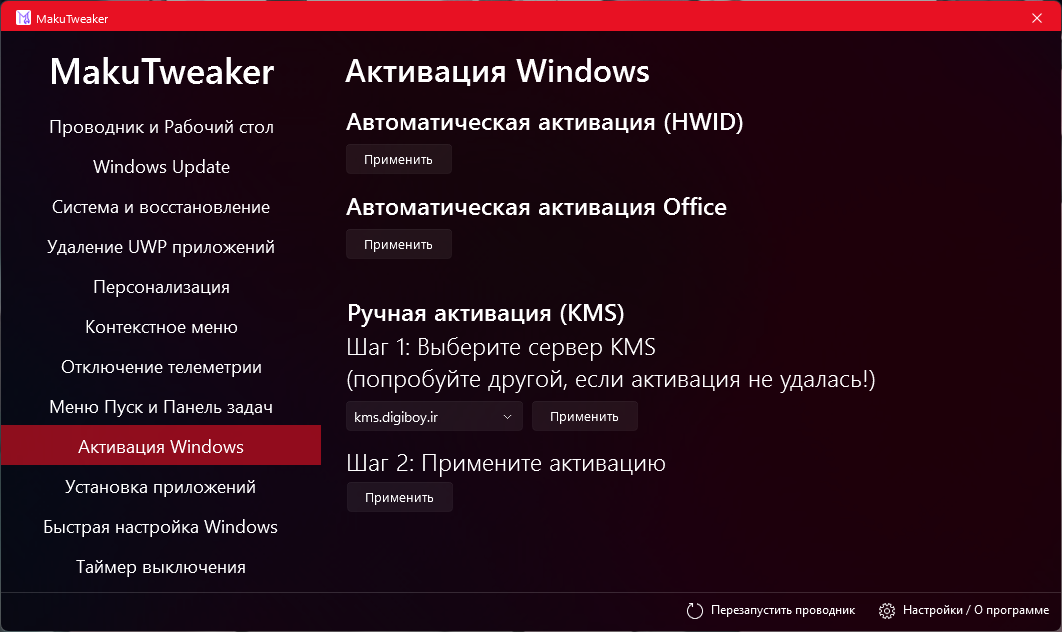 MakuTweaker
MakuTweaker
Проводник и Рабочий стол
Windows Update
Система и восстановление
Удаление UWP приложений
Персонализация
Контекстное меню
Отключение телеметрии
Меню Пуск и Панель задач
Активация Windows
Установка приложений
Быстрая настройка Windows
Таймер выключения
Активация Windows
Автоматическая активация (HWID)
Применить
Автоматическая активация Office
Применить
Ручная активация (KMS)
Шаг 1: Выберите сервер KMS
(попробуйте другой, если активация не удалась!)
kms.digiboy.ir Применить
Шаг 2: Примените активацию
Применить
Перезапустить проводник Настройки / О программе